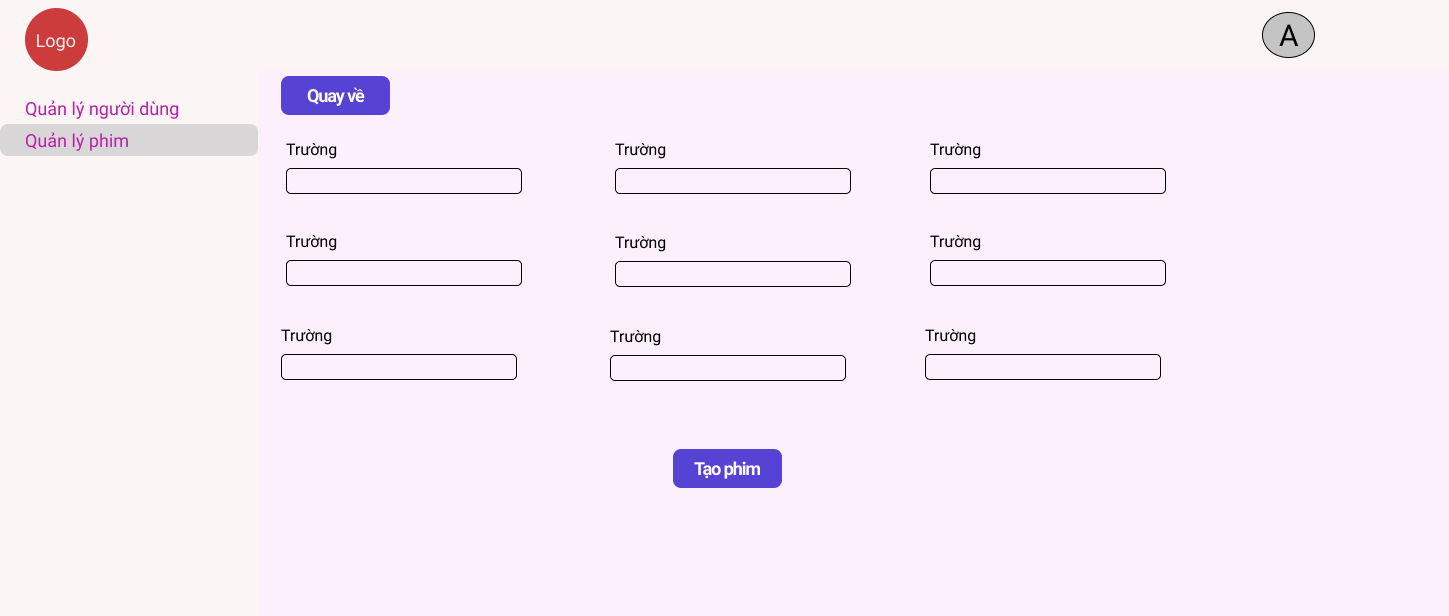 Logo
A
Quản lý người dùng
Quản lý phim
Quay về
Trường
Trường
Trường
Trường
Trường
Trường
Trường
Trường
Trường
Tạo phim